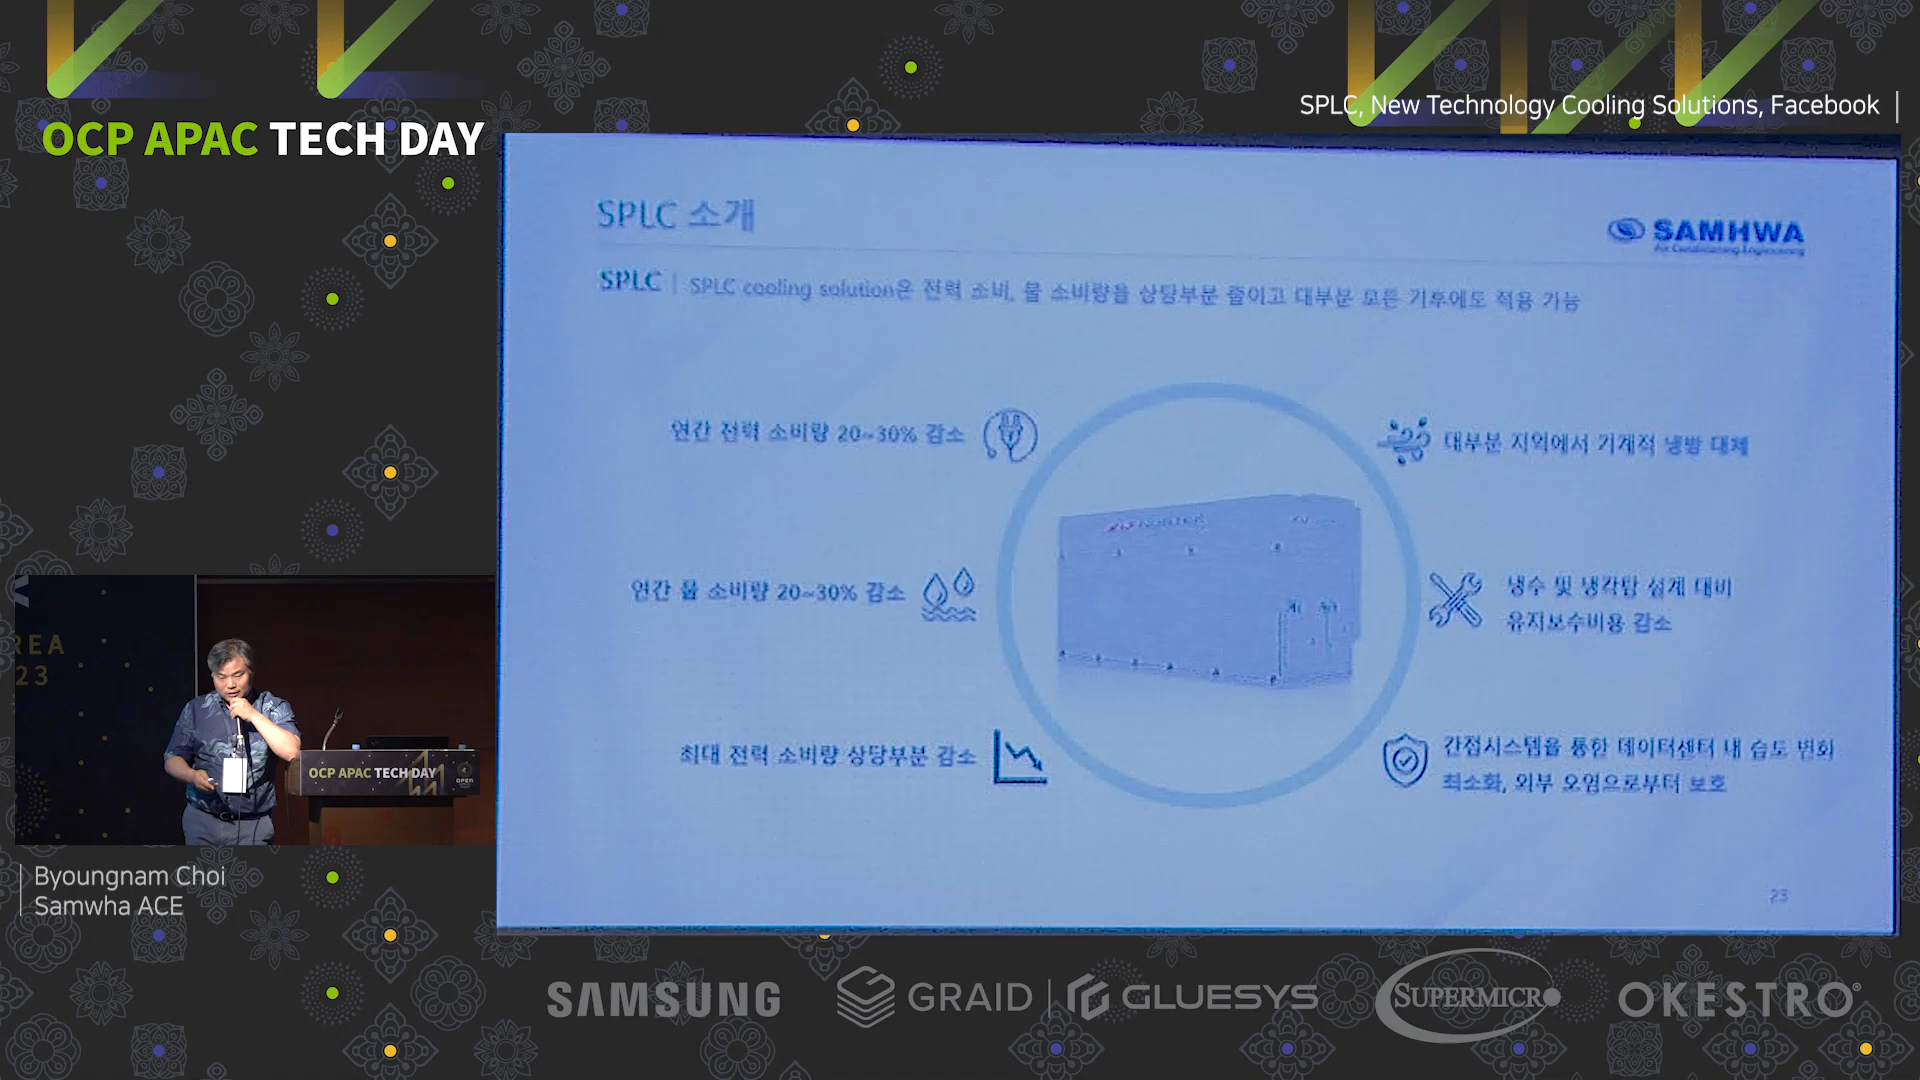 OCP APAC TECH DAY
SPLC, New Technology Cooling Solutions, Facebook
SPLC 소개
SAMHWA
Air Conditioning Engineering
SPLC | SPLC cooling solution은 전력 소비, 물 소비량을 상당부분 줄이고 대부분 모든 기후에도 적용 가능
연간 전력 소비량 20~30% 감소
대부분 지역에서 기계적 냉방 대체
연간 물 소비량 20~30% 감소
냉수 및 냉각탑 설계 대비
유지보수비용 감소
최대 전력 소비량 상당부분 감소
간접시스템을 통한 데이터센터 내 습도 변화
최소화, 외부 오염으로부터 보호
23
REA
23
OCP APAC TECH DAY
OPEN
Byoungnam Choi
Samwha ACE
SAMSUNG
GRAID
GLUESYS
SUPERMICRO
OKESTRO